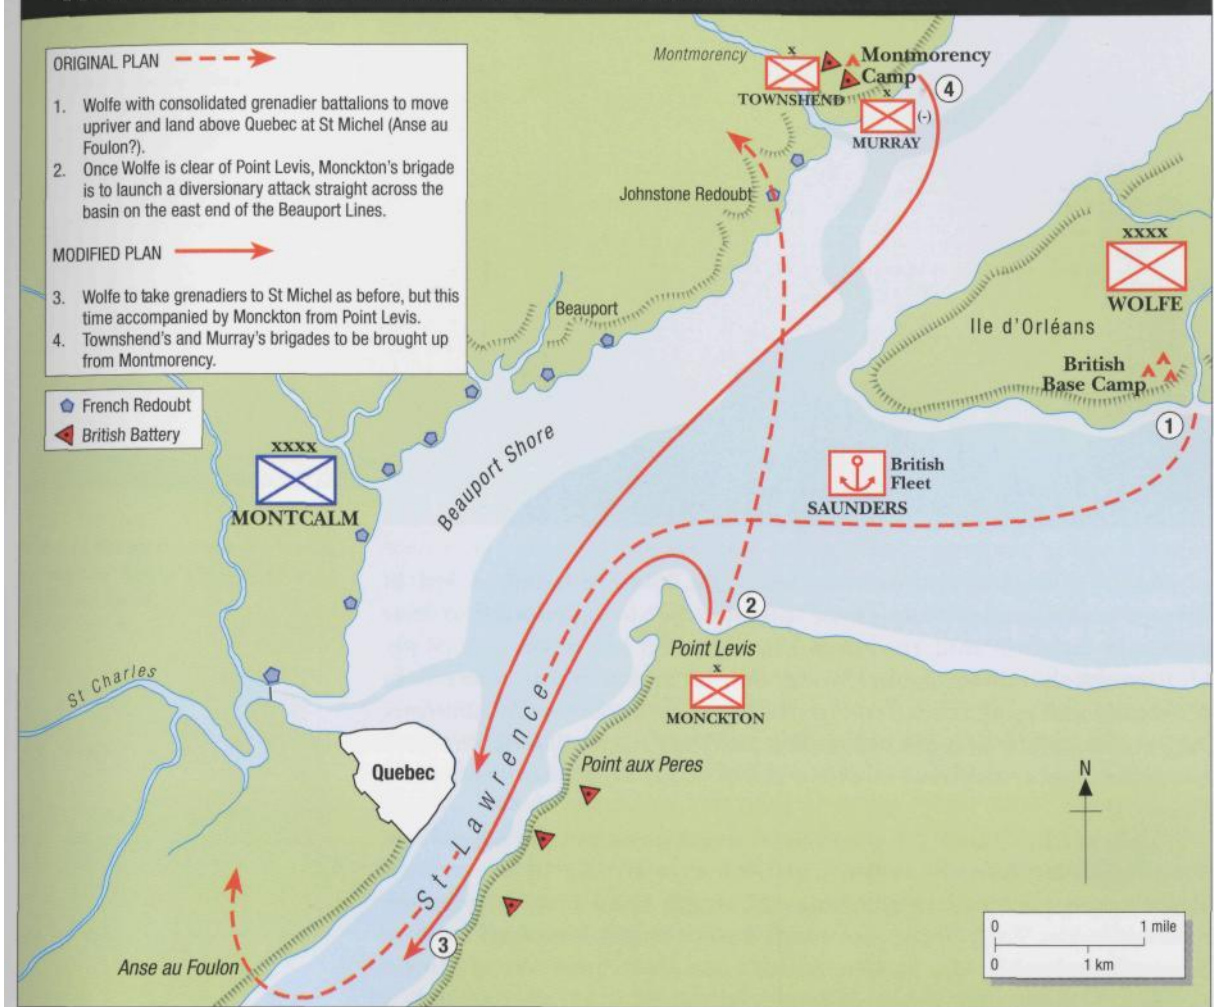 ORIGINAL PLAN
1. Wolfe with consolidated grenadier battalions to move
upriver and land above Quebec at St Michel (Anse au
Foulon?).
2. Once Wolfe is clear of Point Levis, Monckton's brigade
is to launch a diversionary attack straight across the
basin on the east end of the Beauport Lines.
MODIFIED PLAN
3. Wolfe to take grenadiers to St Michel as before, but this
time accompanied by Monckton from Point Levis.
4. Townshend's and Murray's brigades to be brought up
from Montmorency.
French Redoubt
British Battery
Montmorency
x
TOWNSHEND
Montmorency
Camp
4
x
(-)
MURRAY
Johnstone Redoubt
xxxx
WOLFE
Ile d'Orléans
British
Base Camp
1
Beauport
Beauport Shore
xxxx
MONTCALM
British
Fleet
SAUNDERS
2
Point Levis
x
MONCKTON
St Charles
Quebec
St Lawrence
Point aux Peres
3
Anse au Foulon
N
0 1 mile
0 1 km